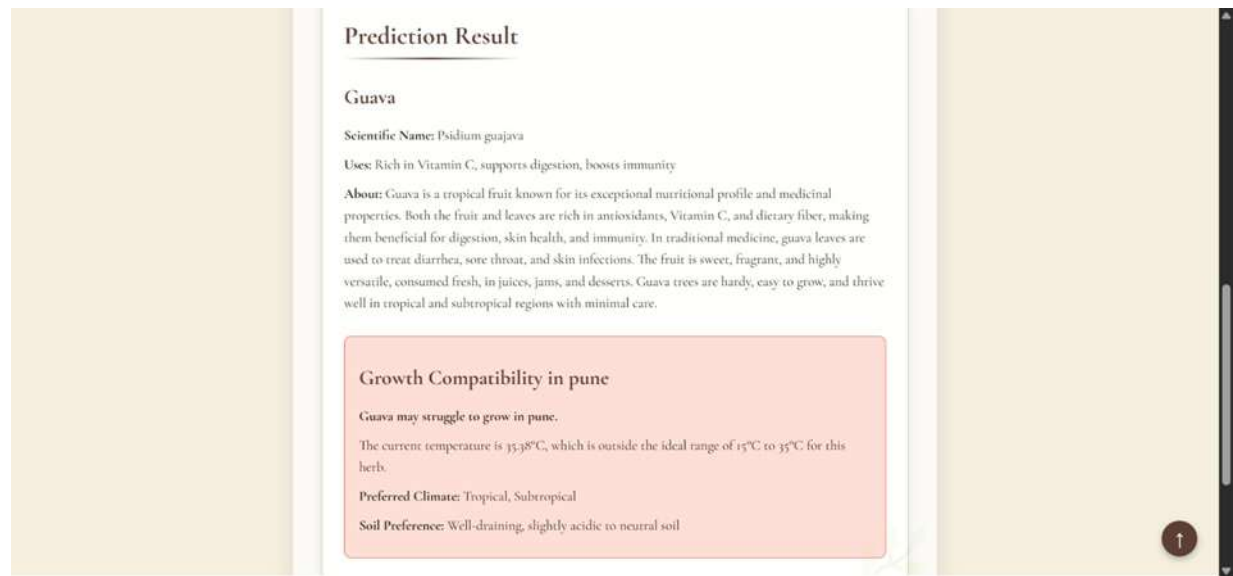 Prediction Result
Guava
Scientific Name: Psidium guajava
Uses: Rich in Vitamin C, supports digestion, boosts immunity
About: Guava is a tropical fruit known for its exceptional nutritional profile and medicinal
properties. Both the fruit and leaves are rich in antioxidants, Vitamin C, and dietary fiber, making
them beneficial for digestion, skin health, and immunity. In traditional medicine, guava leaves are
used to treat diarrhea, sore throat, and skin infections. The fruit is sweet, fragrant, and highly
versatile, consumed fresh, in juices, jams, and desserts. Guava trees are hardy, easy to grow, and thrive
well in tropical and subtropical regions with minimal care.
Growth Compatibility in pune
Guava may struggle to grow in pune.
The current temperature is 35.38°C, which is outside the ideal range of 15°C to 35°C for this
herb.
Preferred Climate: Tropical, Subtropical
Soil Preference: Well-draining, slightly acidic to neutral soil
↑